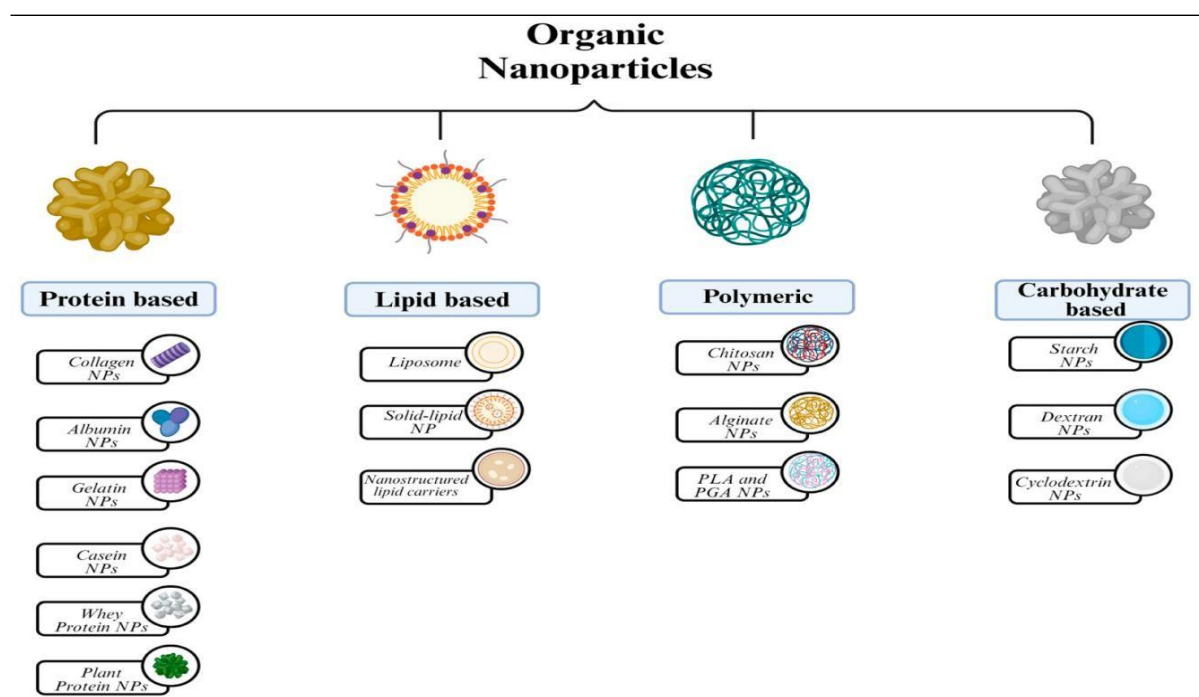 Organic
Nanoparticles
Protein based
Collagen
NPs
Albumin
NPs
Gelatin
NPs
Casein
NPs
Whey
Protein NPs
Plant
Protein NPs
Lipid based
Liposome
Solid-lipid
NP
Nanostructured
lipid carriers
Polymeric
Chitosan
NPs
Alginate
NPs
PLA and
PGA NPs
Carbohydrate
based
Starch
NPs
Dextran
NPs
Cyclodextrin
NPs